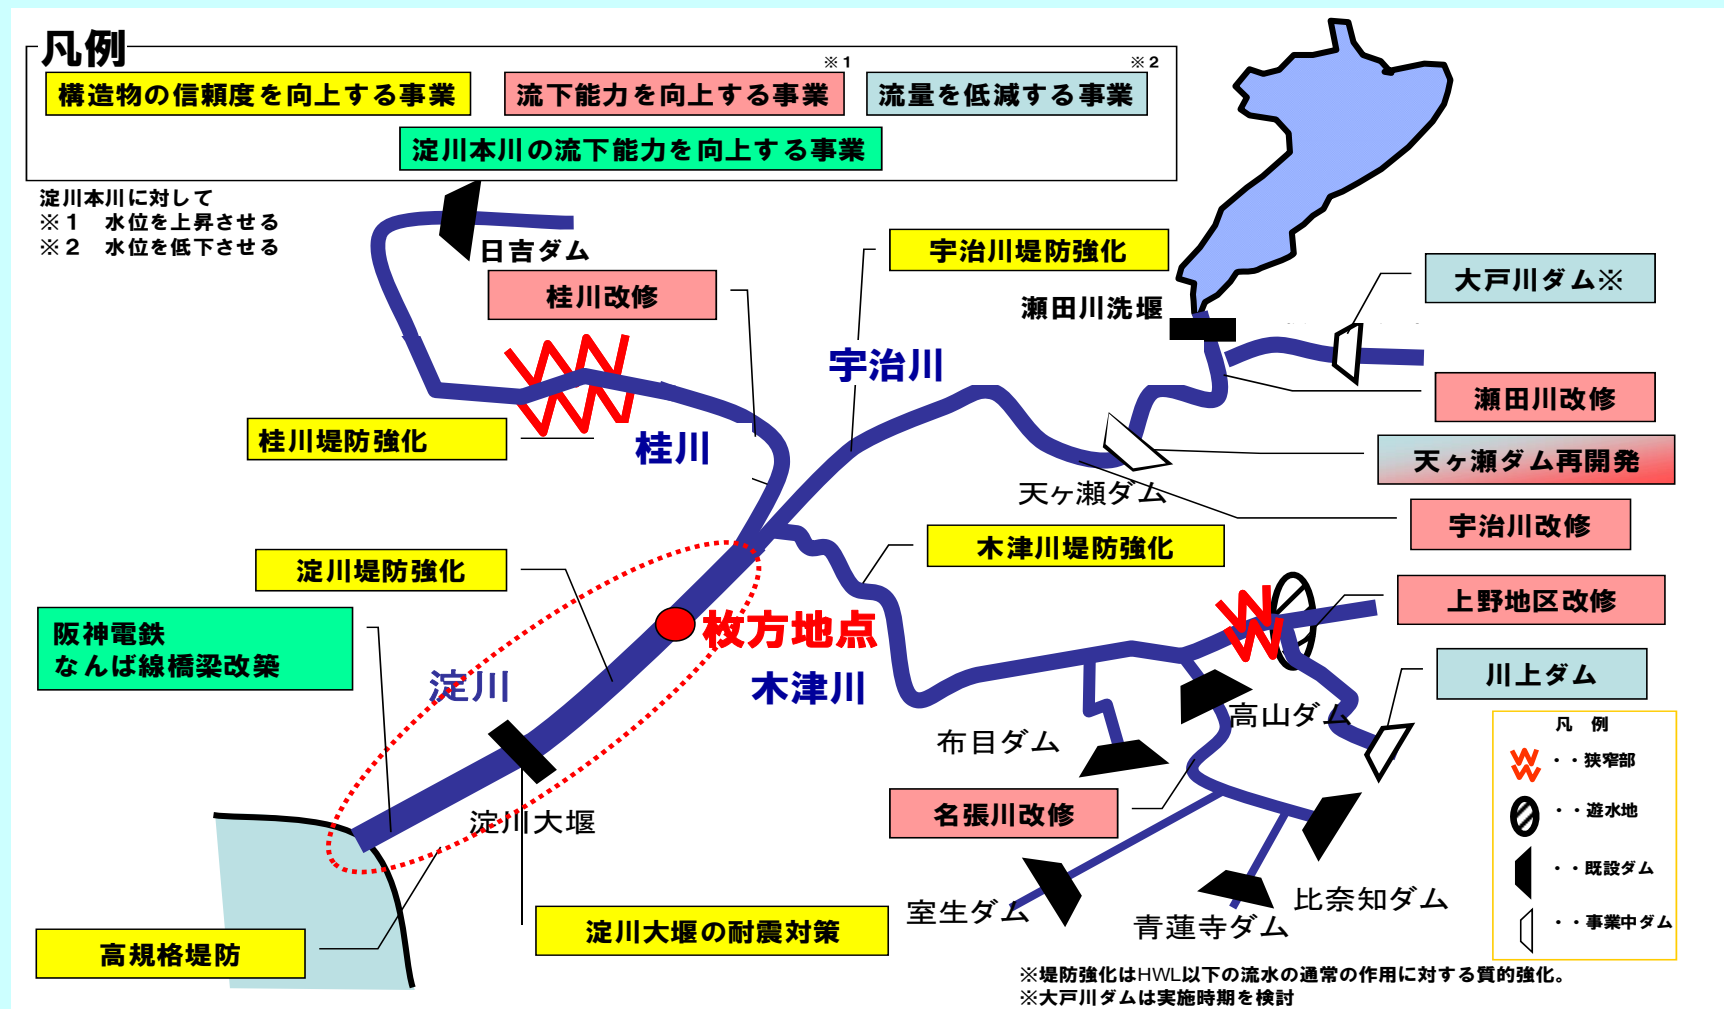 凡例
※1
※2
構造物の信頼度を向上する事業
流下能力を向上する事業
流量を低減する事業
淀川本川の流下能力を向上する事業
淀川本川に対して
※1 水位を上昇させる
※2 水位を低下させる
日吉ダム
宇治川堤防強化
大戸川ダム※
桂川改修
瀬田川洗堰
宇治川
瀬田川改修
桂川堤防強化
桂川
天ヶ瀬ダム再開発
天ヶ瀬ダム
宇治川改修
木津川堤防強化
淀川堤防強化
上野地区改修
阪神電鉄
なんば線橋梁改築
枚方地点
淀川
木津川
川上ダム
高山ダム
布目ダム
名張川改修
淀川大堰
室生ダム
青蓮寺ダム
比奈知ダム
高規格堤防
淀川大堰の耐震対策
凡 例
・・狭窄部
・・遊水地
・・既設ダム
・・事業中ダム
※堤防強化はHWL以下の流水の通常の作用に対する質的強化。
※大戸川ダムは実施時期を検討